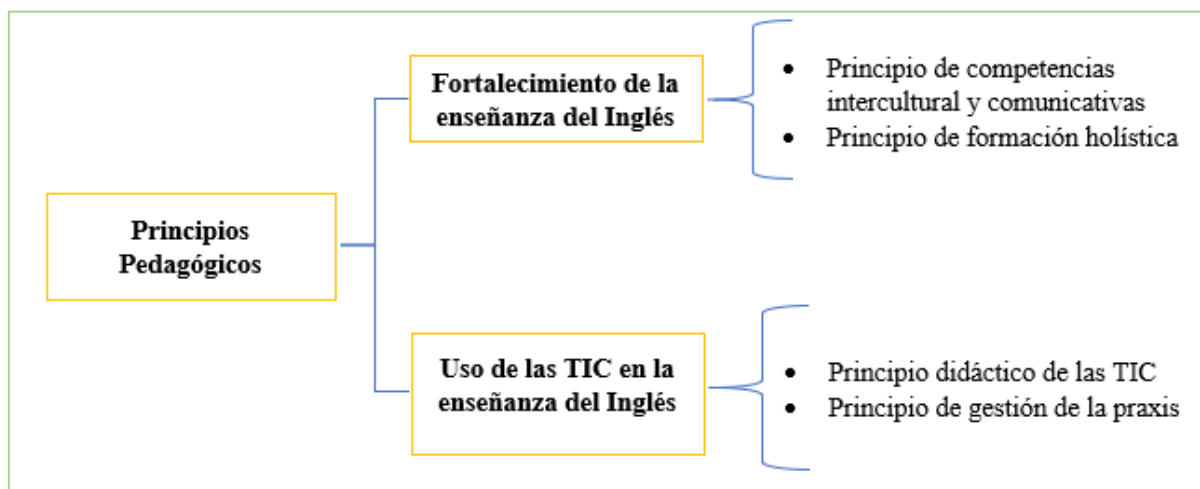 Principios
Pedagógicos
Fortalecimiento de la
enseñanza del Inglés
• Principio de competencias
intercultural y comunicativas
• Principio de formación holística
Uso de las TIC en la
enseñanza del Inglés
• Principio didáctico de las TIC
• Principio de gestión de la praxis